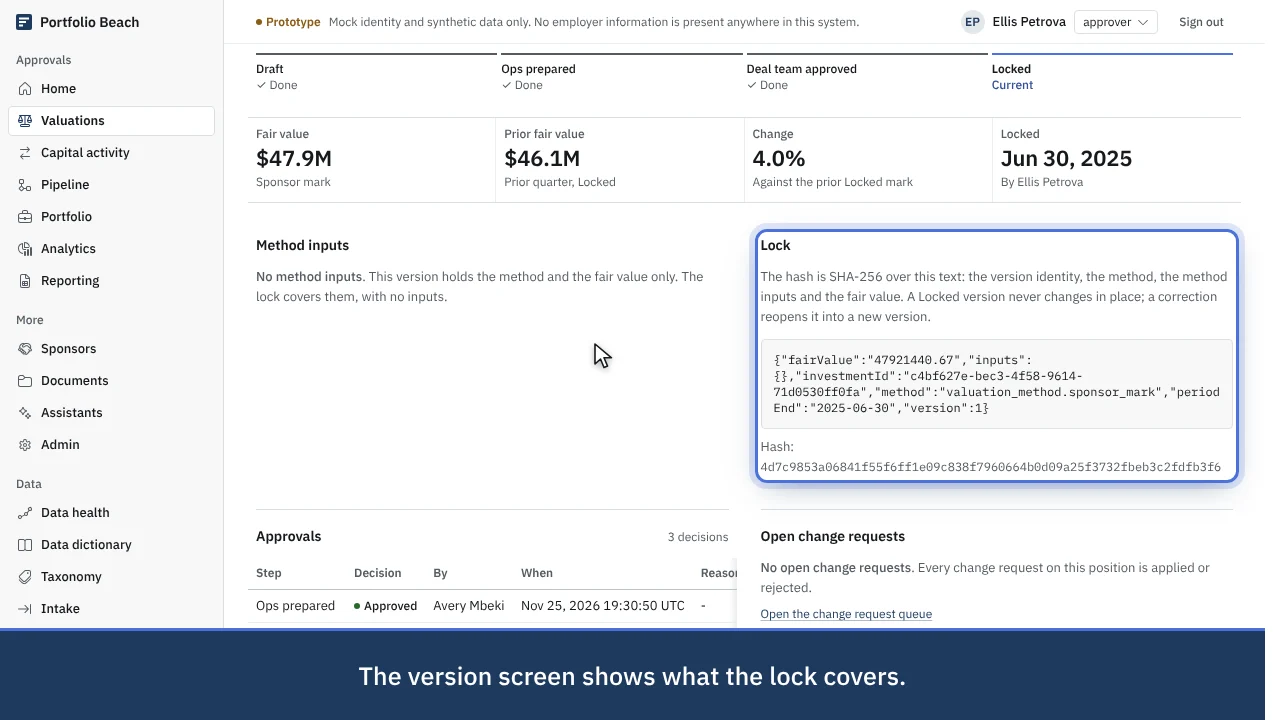 Portfolio Beach
Prototype Mock identity and synthetic data only. No employer information is present anywhere in this system.
EP Ellis Petrova approver Sign out
Approvals
Home
Valuations
Capital activity
Pipeline
Portfolio
Analytics
Reporting
More
Sponsors
Documents
Assistants
Admin
Data
Data health
Data dictionary
Taxonomy
Intake
Draft
✓ Done
Ops prepared
✓ Done
Deal team approved
✓ Done
Locked
Current
Fair value
$47.9M
Sponsor mark
Prior fair value
$46.1M
Prior quarter, Locked
Change
4.0%
Against the prior Locked mark
Locked
Jun 30, 2025
By Ellis Petrova
Method inputs
No method inputs. This version holds the method and the fair value only. The
lock covers them, with no inputs.
Lock
The hash is SHA-256 over this text: the version identity, the method, the method
inputs and the fair value. A Locked version never changes in place; a correction
reopens it into a new version.
{"fairValue":"47921440.67","inputs":
{},"investmentId":"c4bf627e-bec3-4f58-9614-
71d0530ff0fa","method":"valuation_method.sponsor_mark","period
End":"2025-06-30","version":1}
Hash:
4d7c9853a06841f55f6ff1e09c838f7960664b0d09a25f3732fbeb3c2fdfb3f6
Approvals
3 decisions
Step Decision By When Reason
Ops prepared Approved Avery Mbeki Nov 25, 2026 19:30:50 UTC -
Open change requests
No open change requests. Every change request on this position is applied or
rejected.
Open the change request queue
The version screen shows what the lock covers.